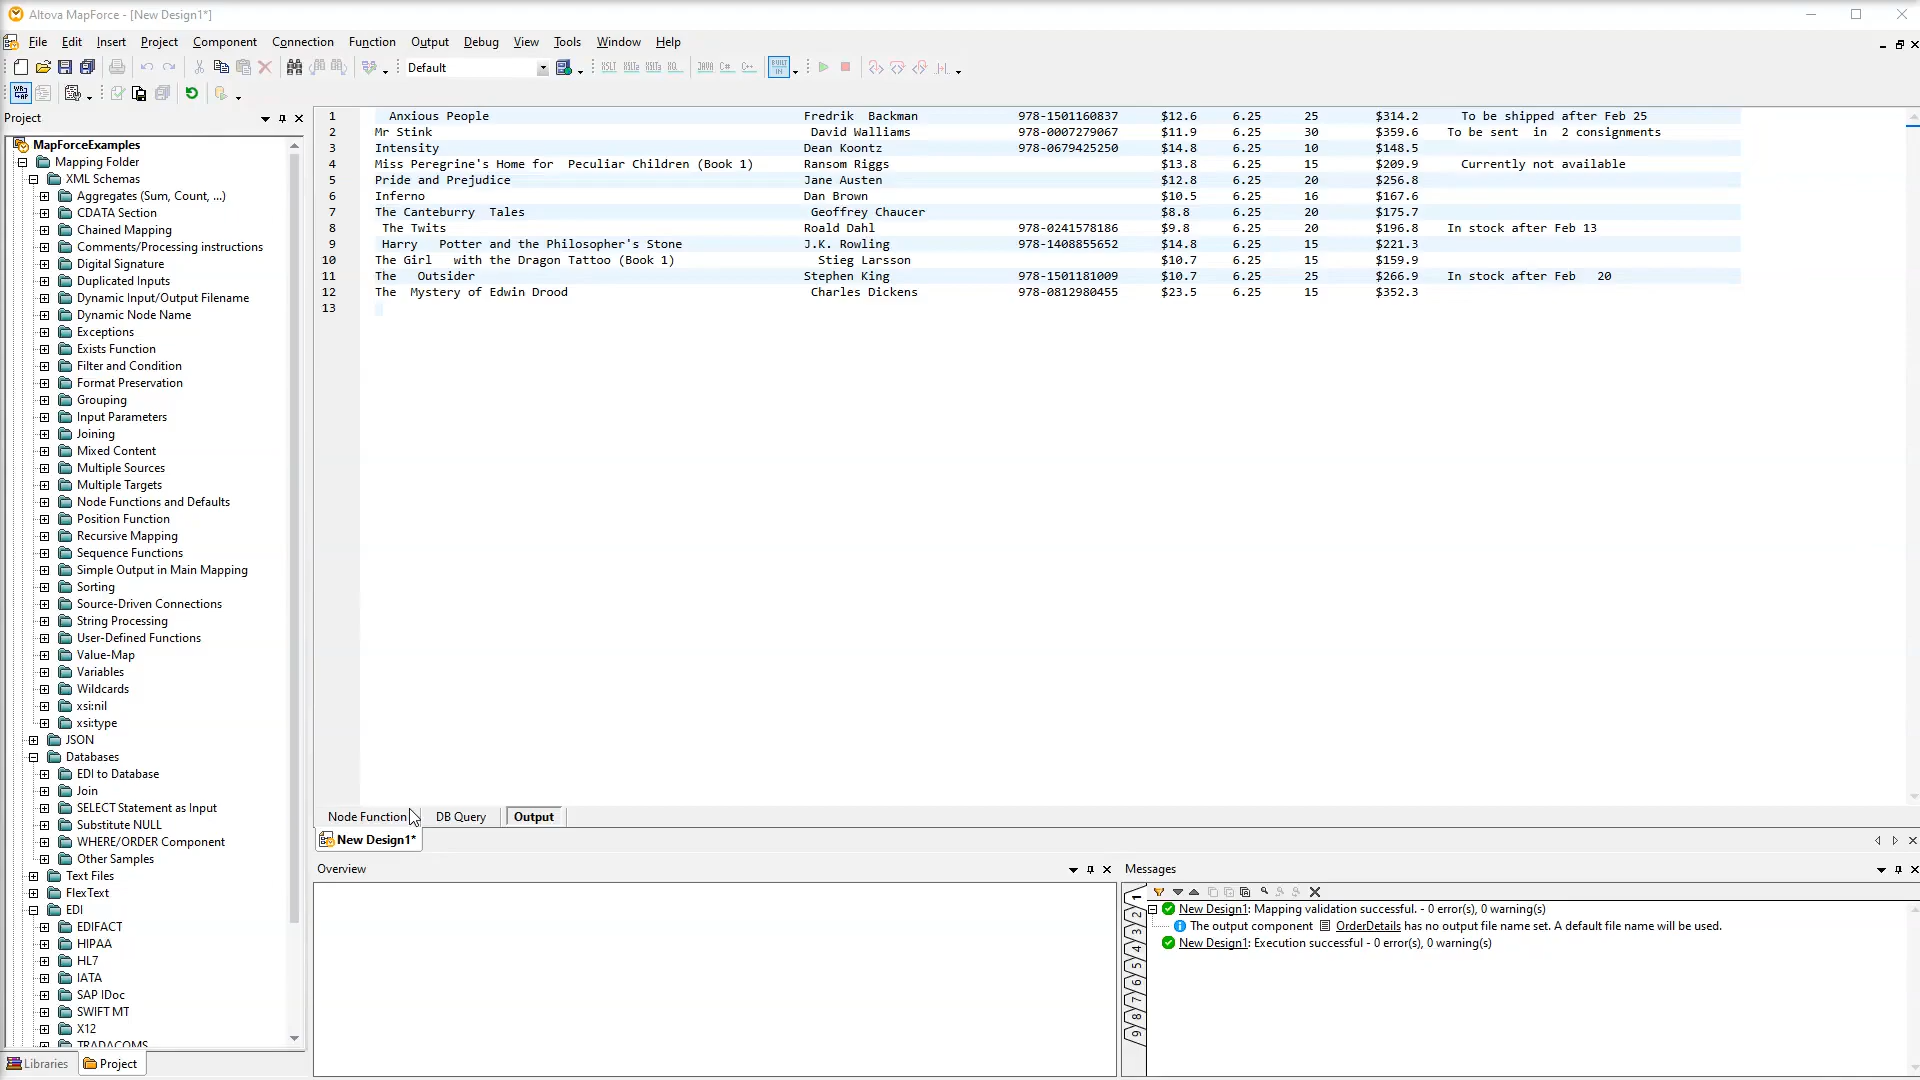 Altova MapForce - [New Design1*]
File Edit Insert Project Component Connection Function Output Debug View Tools Window Help
Default
Project
MapForceExamples
Mapping Folder
XML Schemas
Aggregates (Sum, Count, ...)
CDATA Section
Chained Mapping
Comments/Processing instructions
Digital Signature
Duplicated Inputs
Dynamic Input/Output Filename
Dynamic Node Name
Exceptions
Exists Function
Filter and Condition
Format Preservation
Grouping
Input Parameters
Joining
Mixed Content
Multiple Sources
Multiple Targets
Node Functions and Defaults
Position Function
Recursive Mapping
Sequence Functions
Simple Output in Main Mapping
Sorting
Source-Driven Connections
String Processing
User-Defined Functions
Value-Map
Variables
Wildcards
xsi:nil
xsi:type
JSON
Databases
EDI to Database
Join
SELECT Statement as Input
Substitute NULL
WHERE/ORDER Component
Other Samples
Text Files
FlexText
EDI
EDIFACT
HIPAA
HL7
IATA
SAP IDoc
SWIFT MT
X12
TRADACOMS
Libraries Project
1 Anxious People Fredrik  Backman 978-1501160837 $12.6 6.25 25 $314.2 To be shipped after Feb 25
2 Mr Stink David Walliams 978-0007279067 $11.9 6.25 30 $359.6 To be sent  in  2 consignments
3 Intensity Dean Koontz 978-0679425250 $14.8 6.25 10 $148.5
4 Miss Peregrine's Home for  Peculiar Children (Book 1) Ransom Riggs $13.8 6.25 15 $209.9 Currently not available
5 Pride and Prejudice Jane Austen $12.8 6.25 20 $256.8
6 Inferno Dan Brown $10.5 6.25 16 $167.6
7 The Canteburry  Tales Geoffrey Chaucer $8.8 6.25 20 $175.7
8 The Twits Roald Dahl 978-0241578186 $9.8 6.25 20 $196.8 In stock after Feb 13
9 Harry   Potter and the Philosopher's Stone J.K. Rowling 978-1408855652 $14.8 6.25 15 $221.3
10 The Girl   with the Dragon Tattoo (Book 1) Stieg Larsson $10.7 6.25 15 $159.9
11 The   Outsider Stephen King 978-1501181009 $10.7 6.25 25 $266.9 In stock after Feb   20
12 The  Mystery of Edwin Drood Charles Dickens 978-0812980455 $23.5 6.25 15 $352.3
13
Node Function DB Query Output
New Design1*
Overview
Messages
New Design1: Mapping validation successful. - 0 error(s), 0 warning(s)
The output component OrderDetails has no output file name set. A default file name will be used.
New Design1: Execution successful - 0 error(s), 0 warning(s)
1
2
3
4
5
6
7
8
9